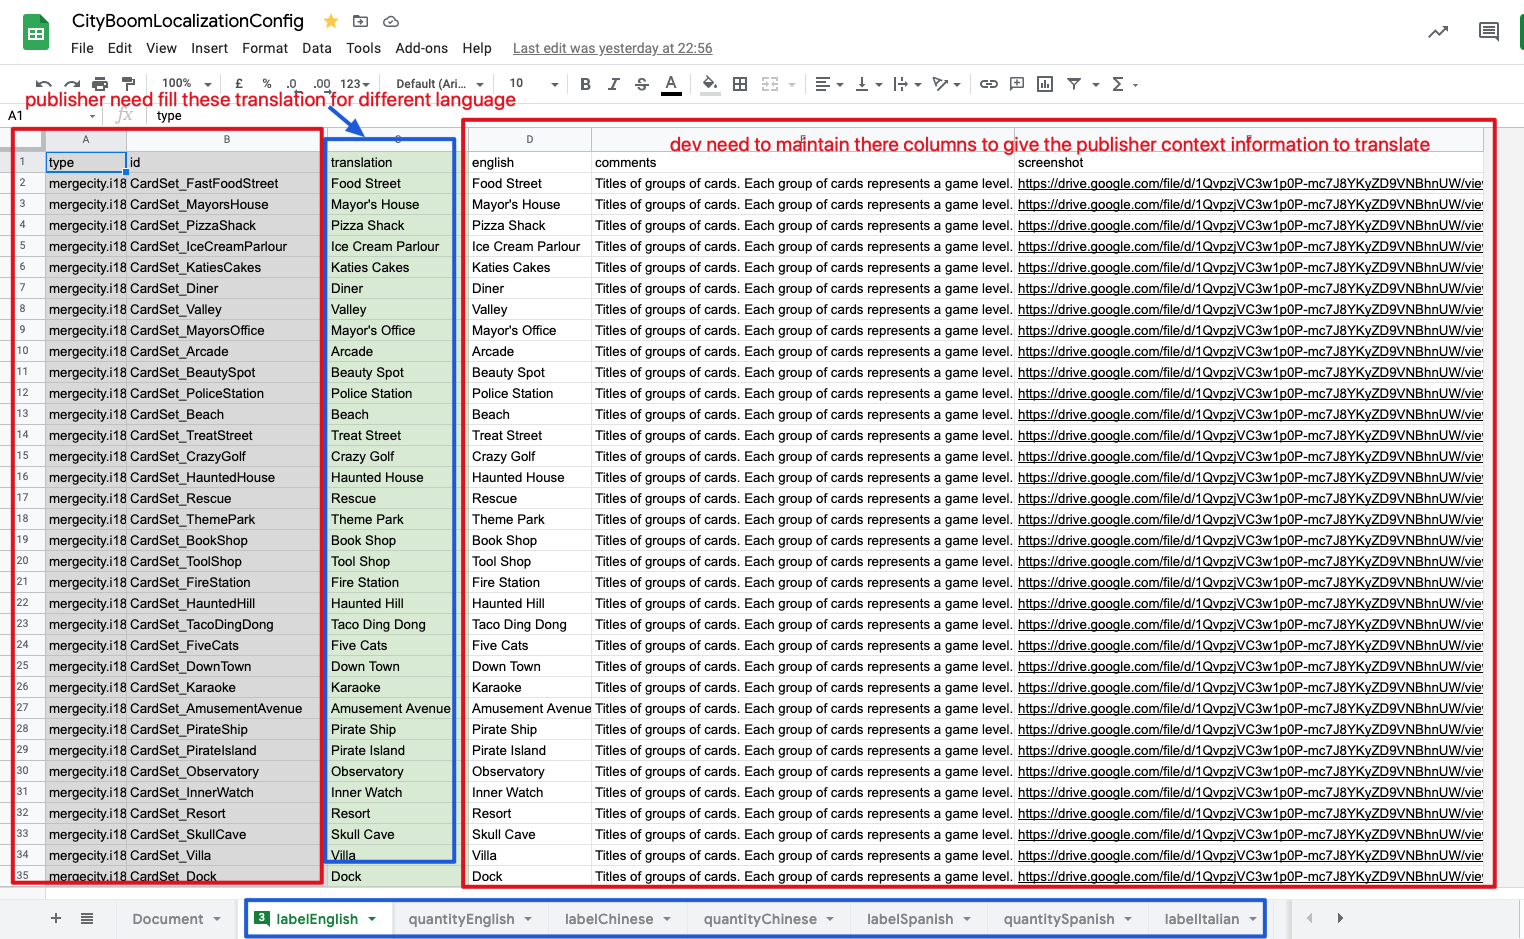 CityBoomLocalizationConfig
File Edit View Insert Format Data Tools Add-ons Help Last edit was yesterday at 22:56
100% £ % .0 .00 123 Default (Ari... 10 B I S A
publisher need fill these translation for different language
A1 fx type
A B C D E F
dev need to maintain there columns to give the publisher context information to translate
1 type id translation english comments screenshot
2 mergecity.i18 CardSet_FastFoodStreet Food Street Food Street Titles of groups of cards. Each group of cards represents a game level. https://drive.google.com/file/d/1QvpzjVC3w1p0P-mc7J8YKyZD9VNBhnUW/view
3 mergecity.i18 CardSet_MayorsHouse Mayor's House Mayor's House Titles of groups of cards. Each group of cards represents a game level. https://drive.google.com/file/d/1QvpzjVC3w1p0P-mc7J8YKyZD9VNBhnUW/view
4 mergecity.i18 CardSet_PizzaShack Pizza Shack Pizza Shack Titles of groups of cards. Each group of cards represents a game level. https://drive.google.com/file/d/1QvpzjVC3w1p0P-mc7J8YKyZD9VNBhnUW/view
5 mergecity.i18 CardSet_IceCreamParlour Ice Cream Parlour Ice Cream Parlour Titles of groups of cards. Each group of cards represents a game level. https://drive.google.com/file/d/1QvpzjVC3w1p0P-mc7J8YKyZD9VNBhnUW/view
6 mergecity.i18 CardSet_KatiesCakes Katies Cakes Katies Cakes Titles of groups of cards. Each group of cards represents a game level. https://drive.google.com/file/d/1QvpzjVC3w1p0P-mc7J8YKyZD9VNBhnUW/view
7 mergecity.i18 CardSet_Diner Diner Diner Titles of groups of cards. Each group of cards represents a game level. https://drive.google.com/file/d/1QvpzjVC3w1p0P-mc7J8YKyZD9VNBhnUW/view
8 mergecity.i18 CardSet_Valley Valley Valley Titles of groups of cards. Each group of cards represents a game level. https://drive.google.com/file/d/1QvpzjVC3w1p0P-mc7J8YKyZD9VNBhnUW/view
9 mergecity.i18 CardSet_MayorsOffice Mayor's Office Mayor's Office Titles of groups of cards. Each group of cards represents a game level. https://drive.google.com/file/d/1QvpzjVC3w1p0P-mc7J8YKyZD9VNBhnUW/view
10 mergecity.i18 CardSet_Arcade Arcade Arcade Titles of groups of cards. Each group of cards represents a game level. https://drive.google.com/file/d/1QvpzjVC3w1p0P-mc7J8YKyZD9VNBhnUW/view
11 mergecity.i18 CardSet_BeautySpot Beauty Spot Beauty Spot Titles of groups of cards. Each group of cards represents a game level. https://drive.google.com/file/d/1QvpzjVC3w1p0P-mc7J8YKyZD9VNBhnUW/view
12 mergecity.i18 CardSet_PoliceStation Police Station Police Station Titles of groups of cards. Each group of cards represents a game level. https://drive.google.com/file/d/1QvpzjVC3w1p0P-mc7J8YKyZD9VNBhnUW/view
13 mergecity.i18 CardSet_Beach Beach Beach Titles of groups of cards. Each group of cards represents a game level. https://drive.google.com/file/d/1QvpzjVC3w1p0P-mc7J8YKyZD9VNBhnUW/view
14 mergecity.i18 CardSet_TreatStreet Treat Street Treat Street Titles of groups of cards. Each group of cards represents a game level. https://drive.google.com/file/d/1QvpzjVC3w1p0P-mc7J8YKyZD9VNBhnUW/view
15 mergecity.i18 CardSet_CrazyGolf Crazy Golf Crazy Golf Titles of groups of cards. Each group of cards represents a game level. https://drive.google.com/file/d/1QvpzjVC3w1p0P-mc7J8YKyZD9VNBhnUW/view
16 mergecity.i18 CardSet_HauntedHouse Haunted House Haunted House Titles of groups of cards. Each group of cards represents a game level. https://drive.google.com/file/d/1QvpzjVC3w1p0P-mc7J8YKyZD9VNBhnUW/view
17 mergecity.i18 CardSet_Rescue Rescue Rescue Titles of groups of cards. Each group of cards represents a game level. https://drive.google.com/file/d/1QvpzjVC3w1p0P-mc7J8YKyZD9VNBhnUW/view
18 mergecity.i18 CardSet_ThemePark Theme Park Theme Park Titles of groups of cards. Each group of cards represents a game level. https://drive.google.com/file/d/1QvpzjVC3w1p0P-mc7J8YKyZD9VNBhnUW/view
19 mergecity.i18 CardSet_BookShop Book Shop Book Shop Titles of groups of cards. Each group of cards represents a game level. https://drive.google.com/file/d/1QvpzjVC3w1p0P-mc7J8YKyZD9VNBhnUW/view
20 mergecity.i18 CardSet_ToolShop Tool Shop Tool Shop Titles of groups of cards. Each group of cards represents a game level. https://drive.google.com/file/d/1QvpzjVC3w1p0P-mc7J8YKyZD9VNBhnUW/view
21 mergecity.i18 CardSet_FireStation Fire Station Fire Station Titles of groups of cards. Each group of cards represents a game level. https://drive.google.com/file/d/1QvpzjVC3w1p0P-mc7J8YKyZD9VNBhnUW/view
22 mergecity.i18 CardSet_HauntedHill Haunted Hill Haunted Hill Titles of groups of cards. Each group of cards represents a game level. https://drive.google.com/file/d/1QvpzjVC3w1p0P-mc7J8YKyZD9VNBhnUW/view
23 mergecity.i18 CardSet_TacoDingDong Taco Ding Dong Taco Ding Dong Titles of groups of cards. Each group of cards represents a game level. https://drive.google.com/file/d/1QvpzjVC3w1p0P-mc7J8YKyZD9VNBhnUW/view
24 mergecity.i18 CardSet_FiveCats Five Cats Five Cats Titles of groups of cards. Each group of cards represents a game level. https://drive.google.com/file/d/1QvpzjVC3w1p0P-mc7J8YKyZD9VNBhnUW/view
25 mergecity.i18 CardSet_DownTown Down Town Down Town Titles of groups of cards. Each group of cards represents a game level. https://drive.google.com/file/d/1QvpzjVC3w1p0P-mc7J8YKyZD9VNBhnUW/view
26 mergecity.i18 CardSet_Karaoke Karaoke Karaoke Titles of groups of cards. Each group of cards represents a game level. https://drive.google.com/file/d/1QvpzjVC3w1p0P-mc7J8YKyZD9VNBhnUW/view
27 mergecity.i18 CardSet_AmusementAvenue Amusement Avenue Amusement Avenue Titles of groups of cards. Each group of cards represents a game level. https://drive.google.com/file/d/1QvpzjVC3w1p0P-mc7J8YKyZD9VNBhnUW/view
28 mergecity.i18 CardSet_PirateShip Pirate Ship Pirate Ship Titles of groups of cards. Each group of cards represents a game level. https://drive.google.com/file/d/1QvpzjVC3w1p0P-mc7J8YKyZD9VNBhnUW/view
29 mergecity.i18 CardSet_PirateIsland Pirate Island Pirate Island Titles of groups of cards. Each group of cards represents a game level. https://drive.google.com/file/d/1QvpzjVC3w1p0P-mc7J8YKyZD9VNBhnUW/view
30 mergecity.i18 CardSet_Observatory Observatory Observatory Titles of groups of cards. Each group of cards represents a game level. https://drive.google.com/file/d/1QvpzjVC3w1p0P-mc7J8YKyZD9VNBhnUW/view
31 mergecity.i18 CardSet_InnerWatch Inner Watch Inner Watch Titles of groups of cards. Each group of cards represents a game level. https://drive.google.com/file/d/1QvpzjVC3w1p0P-mc7J8YKyZD9VNBhnUW/view
32 mergecity.i18 CardSet_Resort Resort Resort Titles of groups of cards. Each group of cards represents a game level. https://drive.google.com/file/d/1QvpzjVC3w1p0P-mc7J8YKyZD9VNBhnUW/view
33 mergecity.i18 CardSet_SkullCave Skull Cave Skull Cave Titles of groups of cards. Each group of cards represents a game level. https://drive.google.com/file/d/1QvpzjVC3w1p0P-mc7J8YKyZD9VNBhnUW/view
34 mergecity.i18 CardSet_Villa Villa Villa Titles of groups of cards. Each group of cards represents a game level. https://drive.google.com/file/d/1QvpzjVC3w1p0P-mc7J8YKyZD9VNBhnUW/view
35 mergecity.i18 CardSet_Dock Dock Dock Titles of groups of cards. Each group of cards represents a game level. https://drive.google.com/file/d/1QvpzjVC3w1p0P-mc7J8YKyZD9VNBhnUW/view
Document 3 labelEnglish quantityEnglish labelChinese quantityChinese labelSpanish quantitySpanish labelItalian